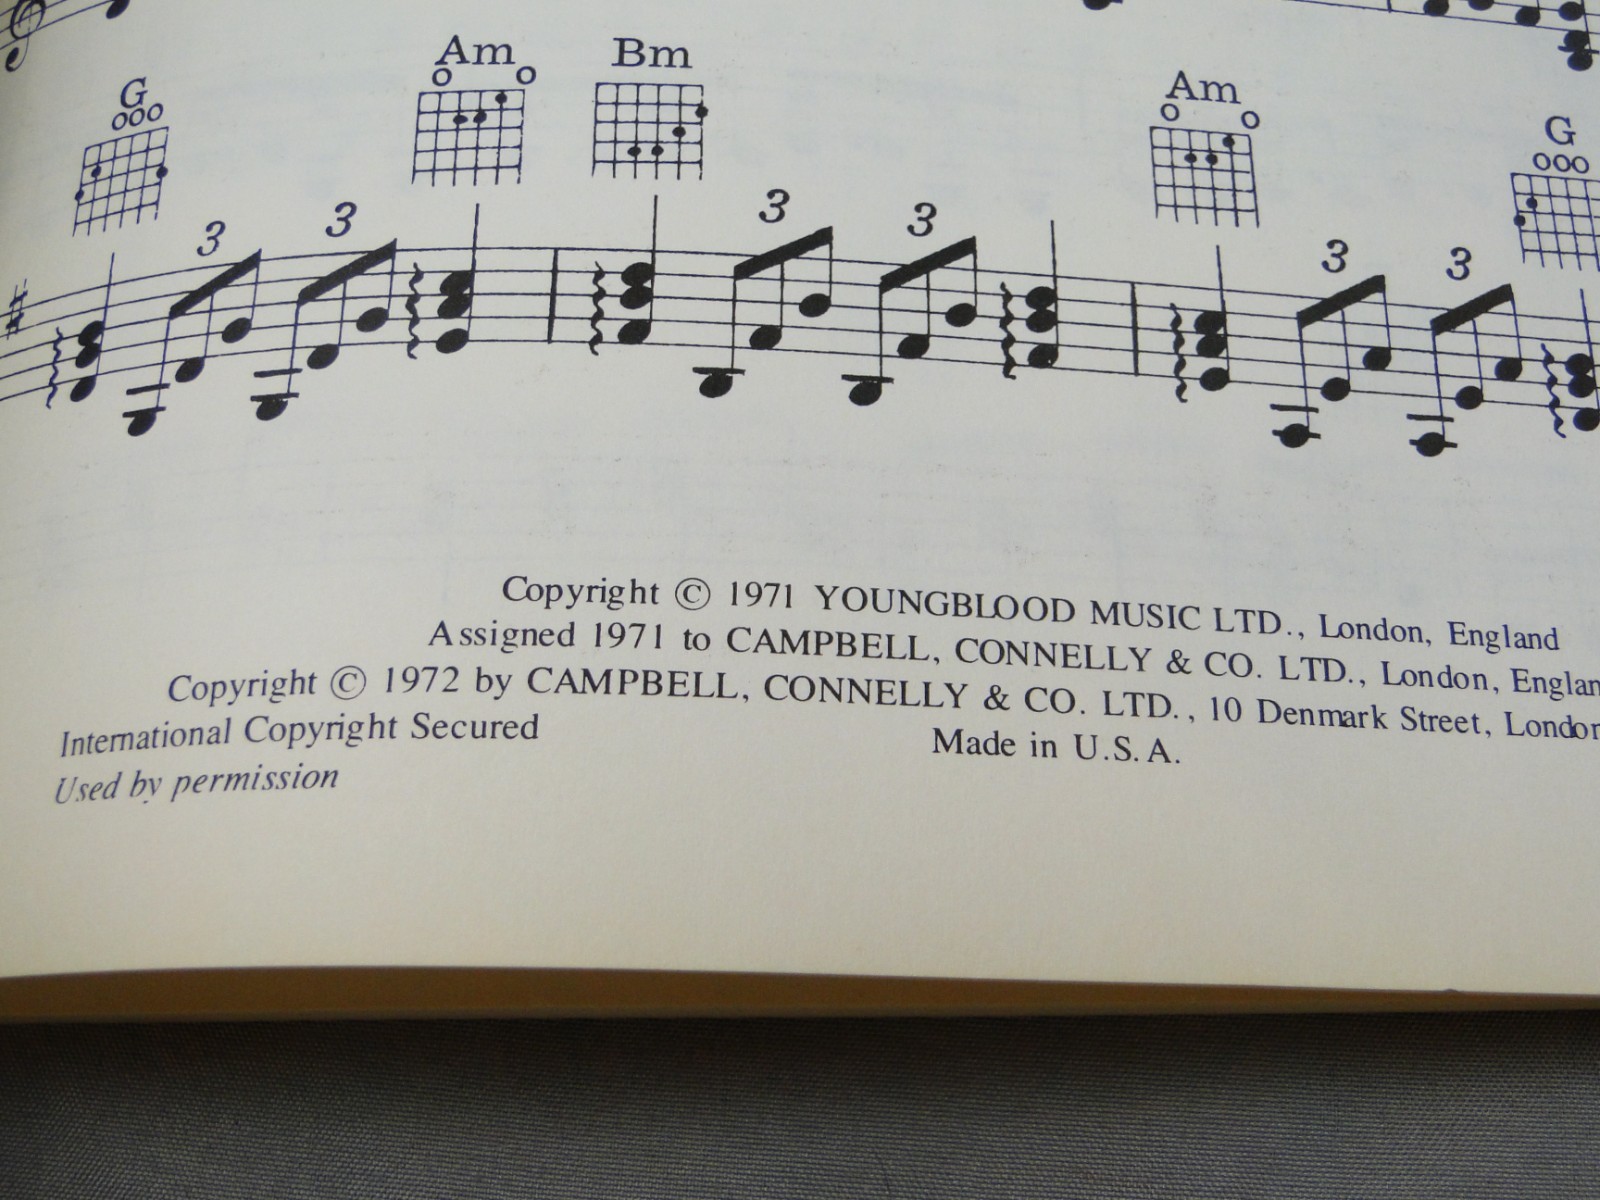 Am Bm
G Am G
3 3 3 3 3 3
Copyright © 1971 YOUNGBLOOD MUSIC LTD., London, England
Assigned 1971 to CAMPBELL, CONNELLY & CO. LTD., London, Englan
Copyright © 1972 by CAMPBELL, CONNELLY & CO. LTD., 10 Denmark Street, London
International Copyright Secured Made in U.S.A.
Used by permission